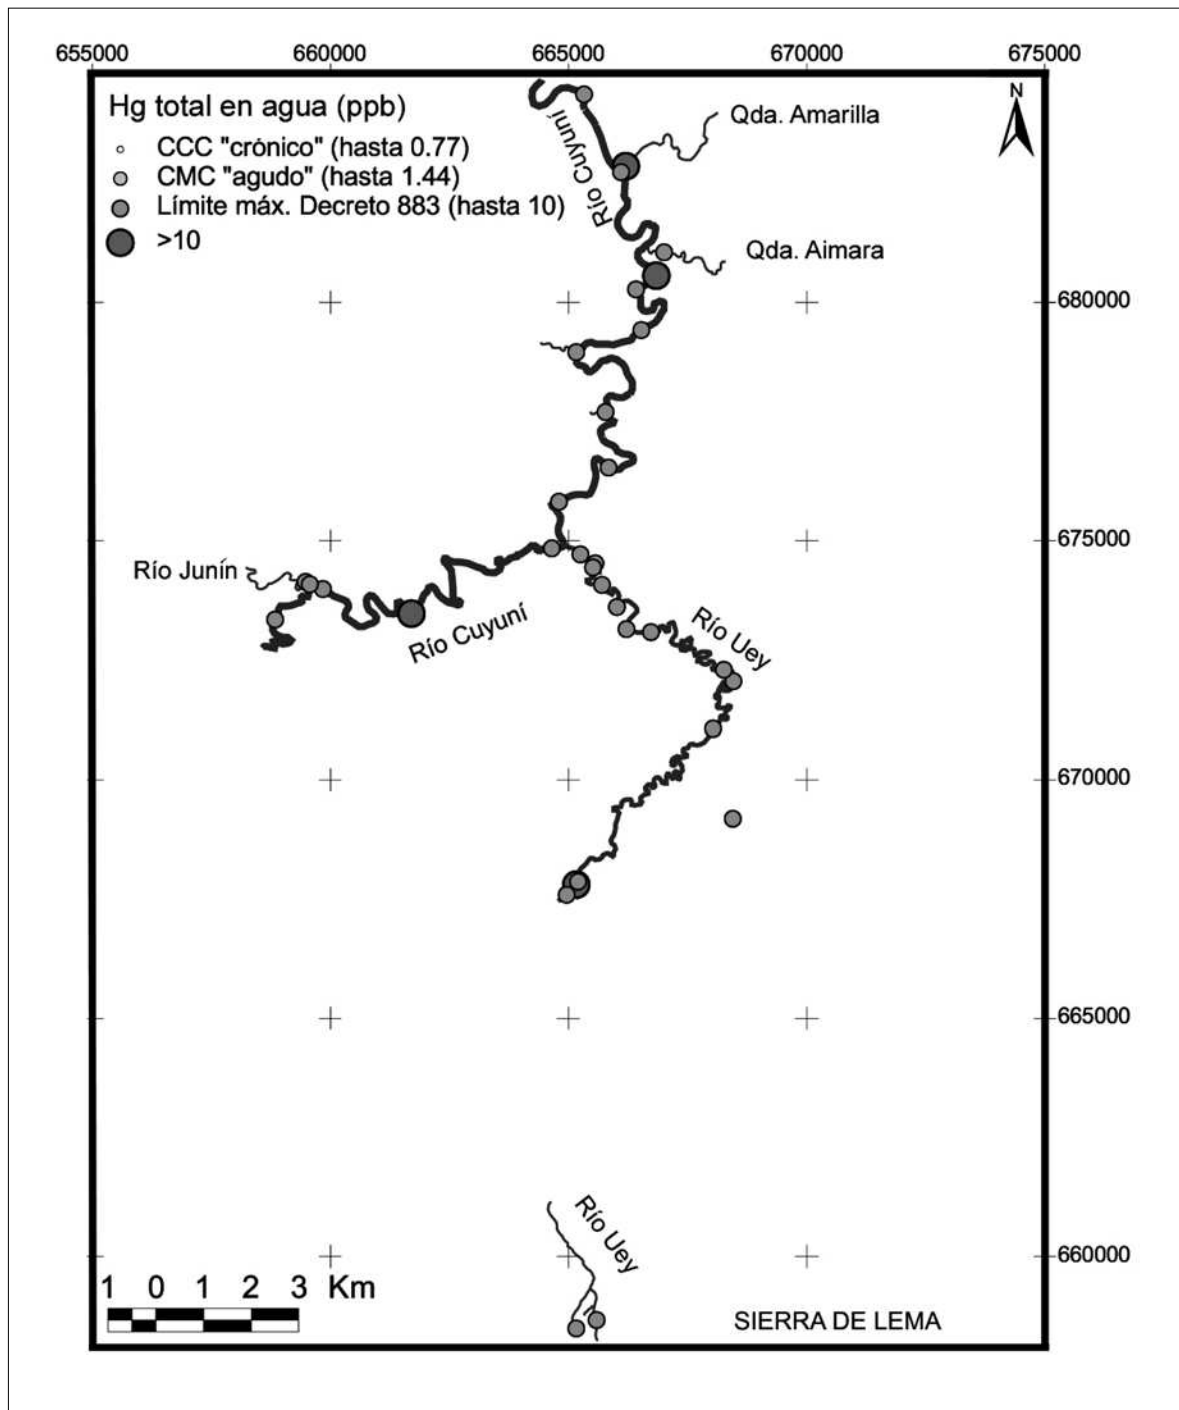 655000 660000 665000 670000 675000
Hg total en agua (ppb)
CCC "crónico" (hasta 0.77)
CMC "agudo" (hasta 1.44)
Límite máx. Decreto 883 (hasta 10)
>10
N
Qda. Amarilla
Río Cuyuní
Qda. Aimara
680000
675000
Río Junín
Río Cuyuní
Río Uey
670000
665000
Río Uey
660000
1 0 1 2 3 Km
SIERRA DE LEMA